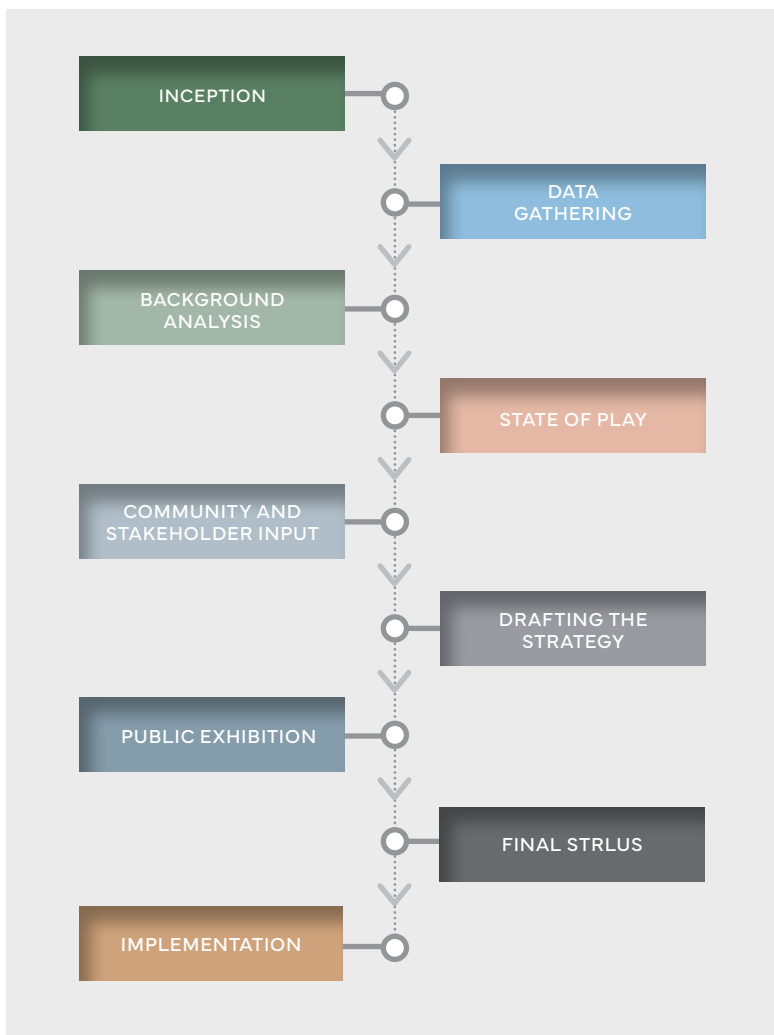 INCEPTION
DATA
GATHERING
BACKGROUND
ANALYSIS
STATE OF PLAY
COMMUNITY AND
STAKEHOLDER INPUT
DRAFTING THE
STRATEGY
PUBLIC EXHIBITION
FINAL STRLUS
IMPLEMENTATION